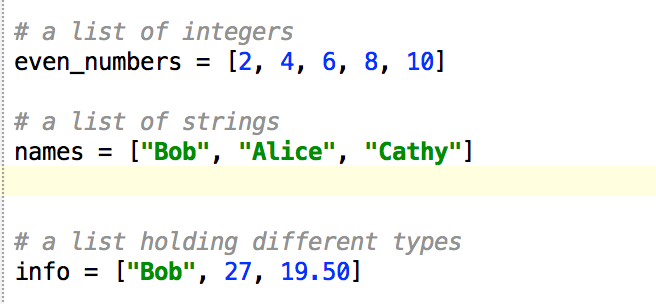 # a list of integers
even_numbers = [2, 4, 6, 8, 10]
# a list of strings
names = ["Bob", "Alice", "Cathy"]
# a list holding different types
info = ["Bob", 27, 19.50]